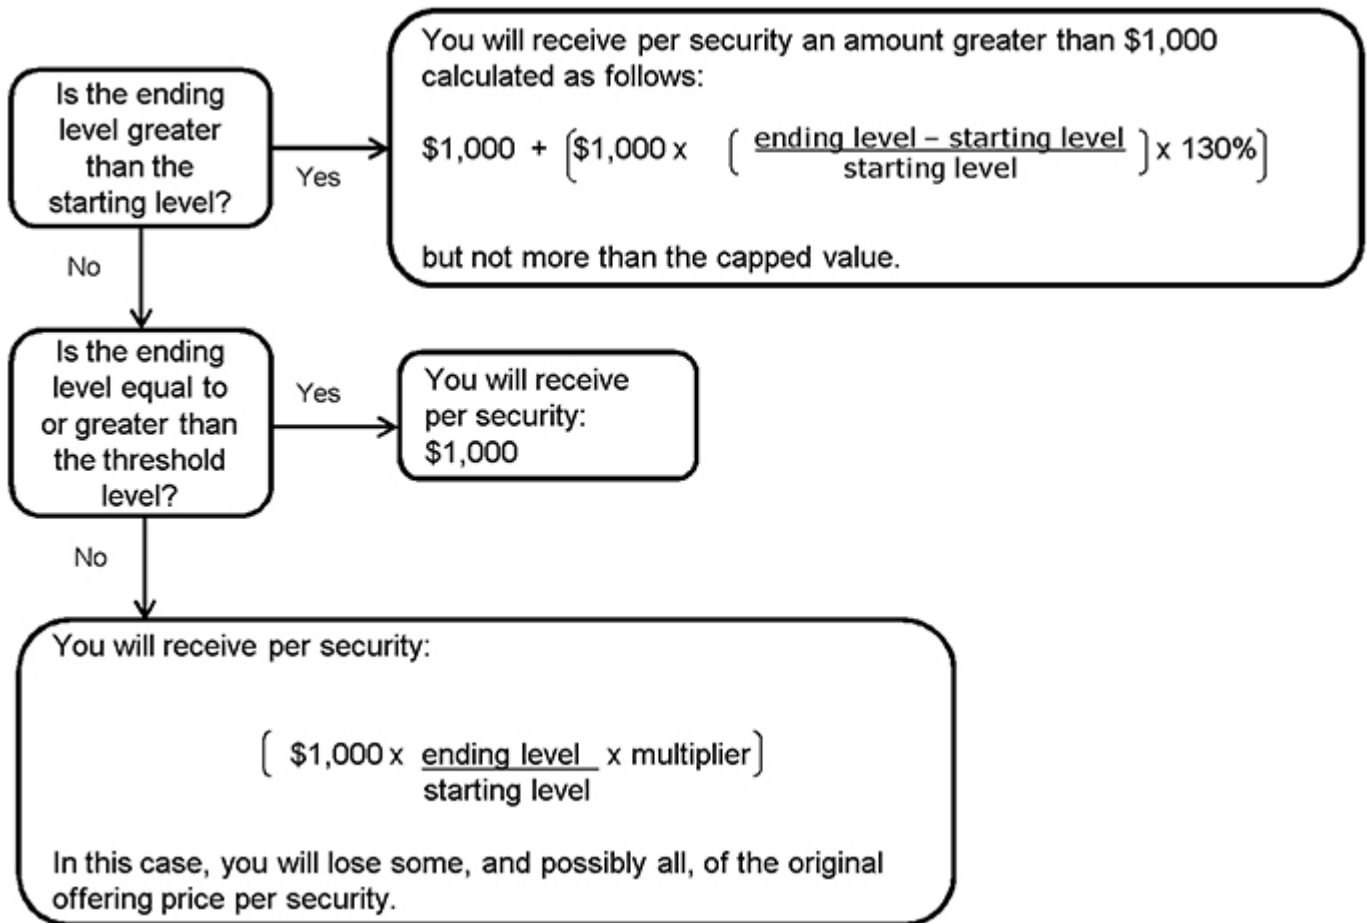 Is the ending
level greater
than the
starting level?
Yes
You will receive per security an amount greater than $1,000
calculated as follows:
$1,000 + [$1,000 x ( ending level – starting level ) x 130%]
starting level
but not more than the capped value.
No
Is the ending
level equal to
or greater than
the threshold
level?
Yes
You will receive
per security:
$1,000
No
You will receive per security:
[ $1,000 x ending level x multiplier]
starting level
In this case, you will lose some, and possibly all, of the original
offering price per security.